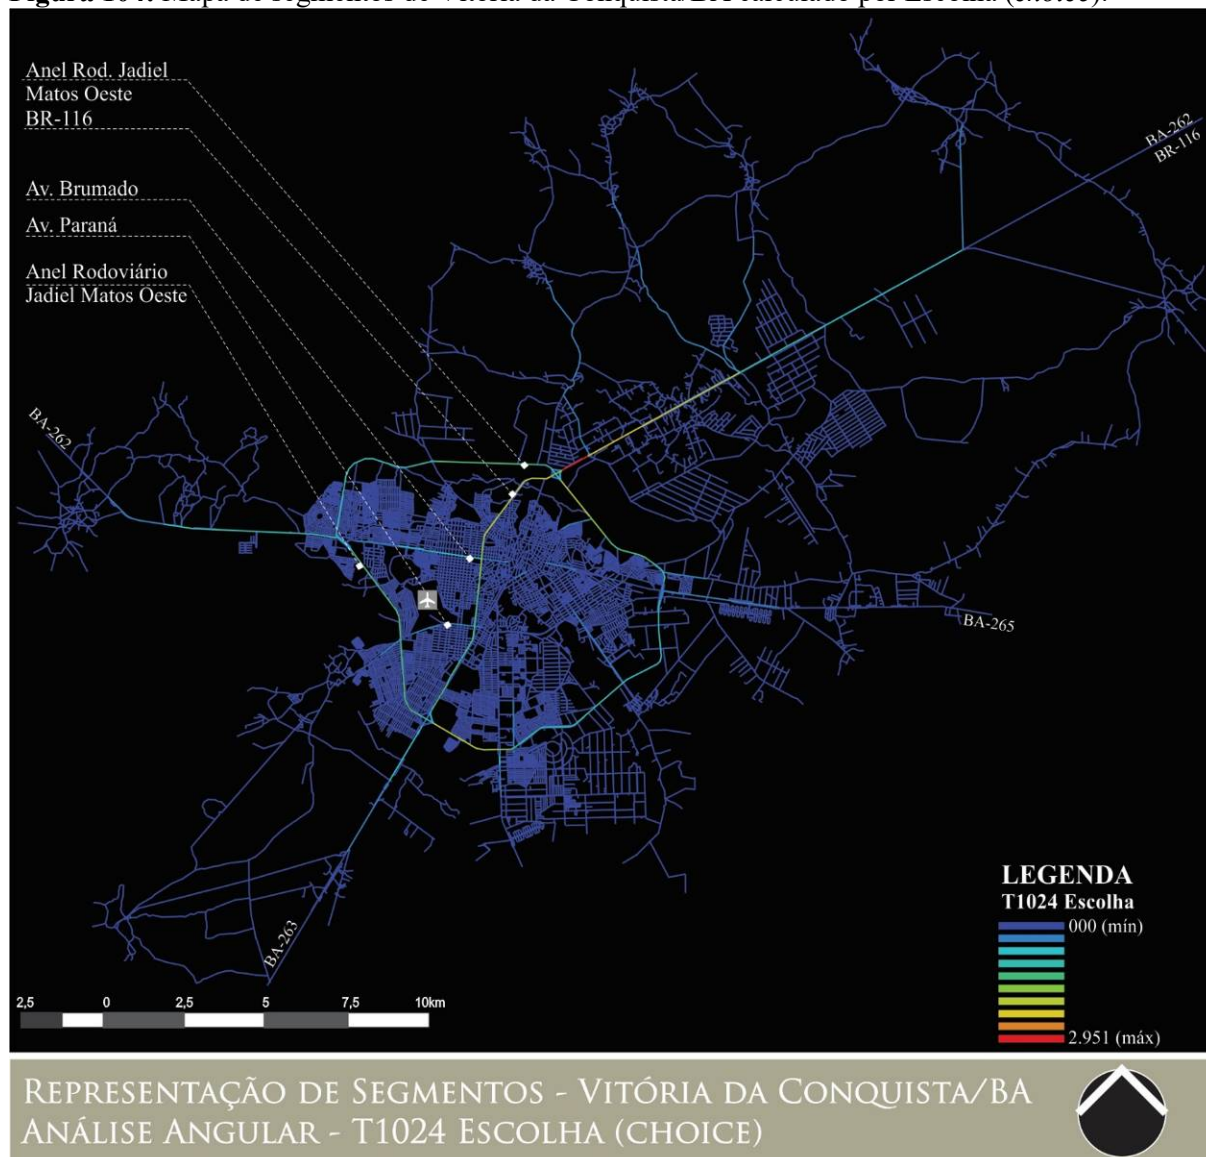 Anel Rod. Jadiel
Matos Oeste
BR-116
Av. Brumado
Av. Paraná
Anel Rodoviário
Jadiel Matos Oeste
BA-262
BR-116
BA-262
BA-265
BA-263
LEGENDA
T1024 Escolha
000 (mín)
2.951 (máx)
2,5 0 2,5 5 7,5 10km
REPRESENTAÇÃO DE SEGMENTOS - VITÓRIA DA CONQUISTA/BA
ANÁLISE ANGULAR - T1024 ESCOLHA (CHOICE)